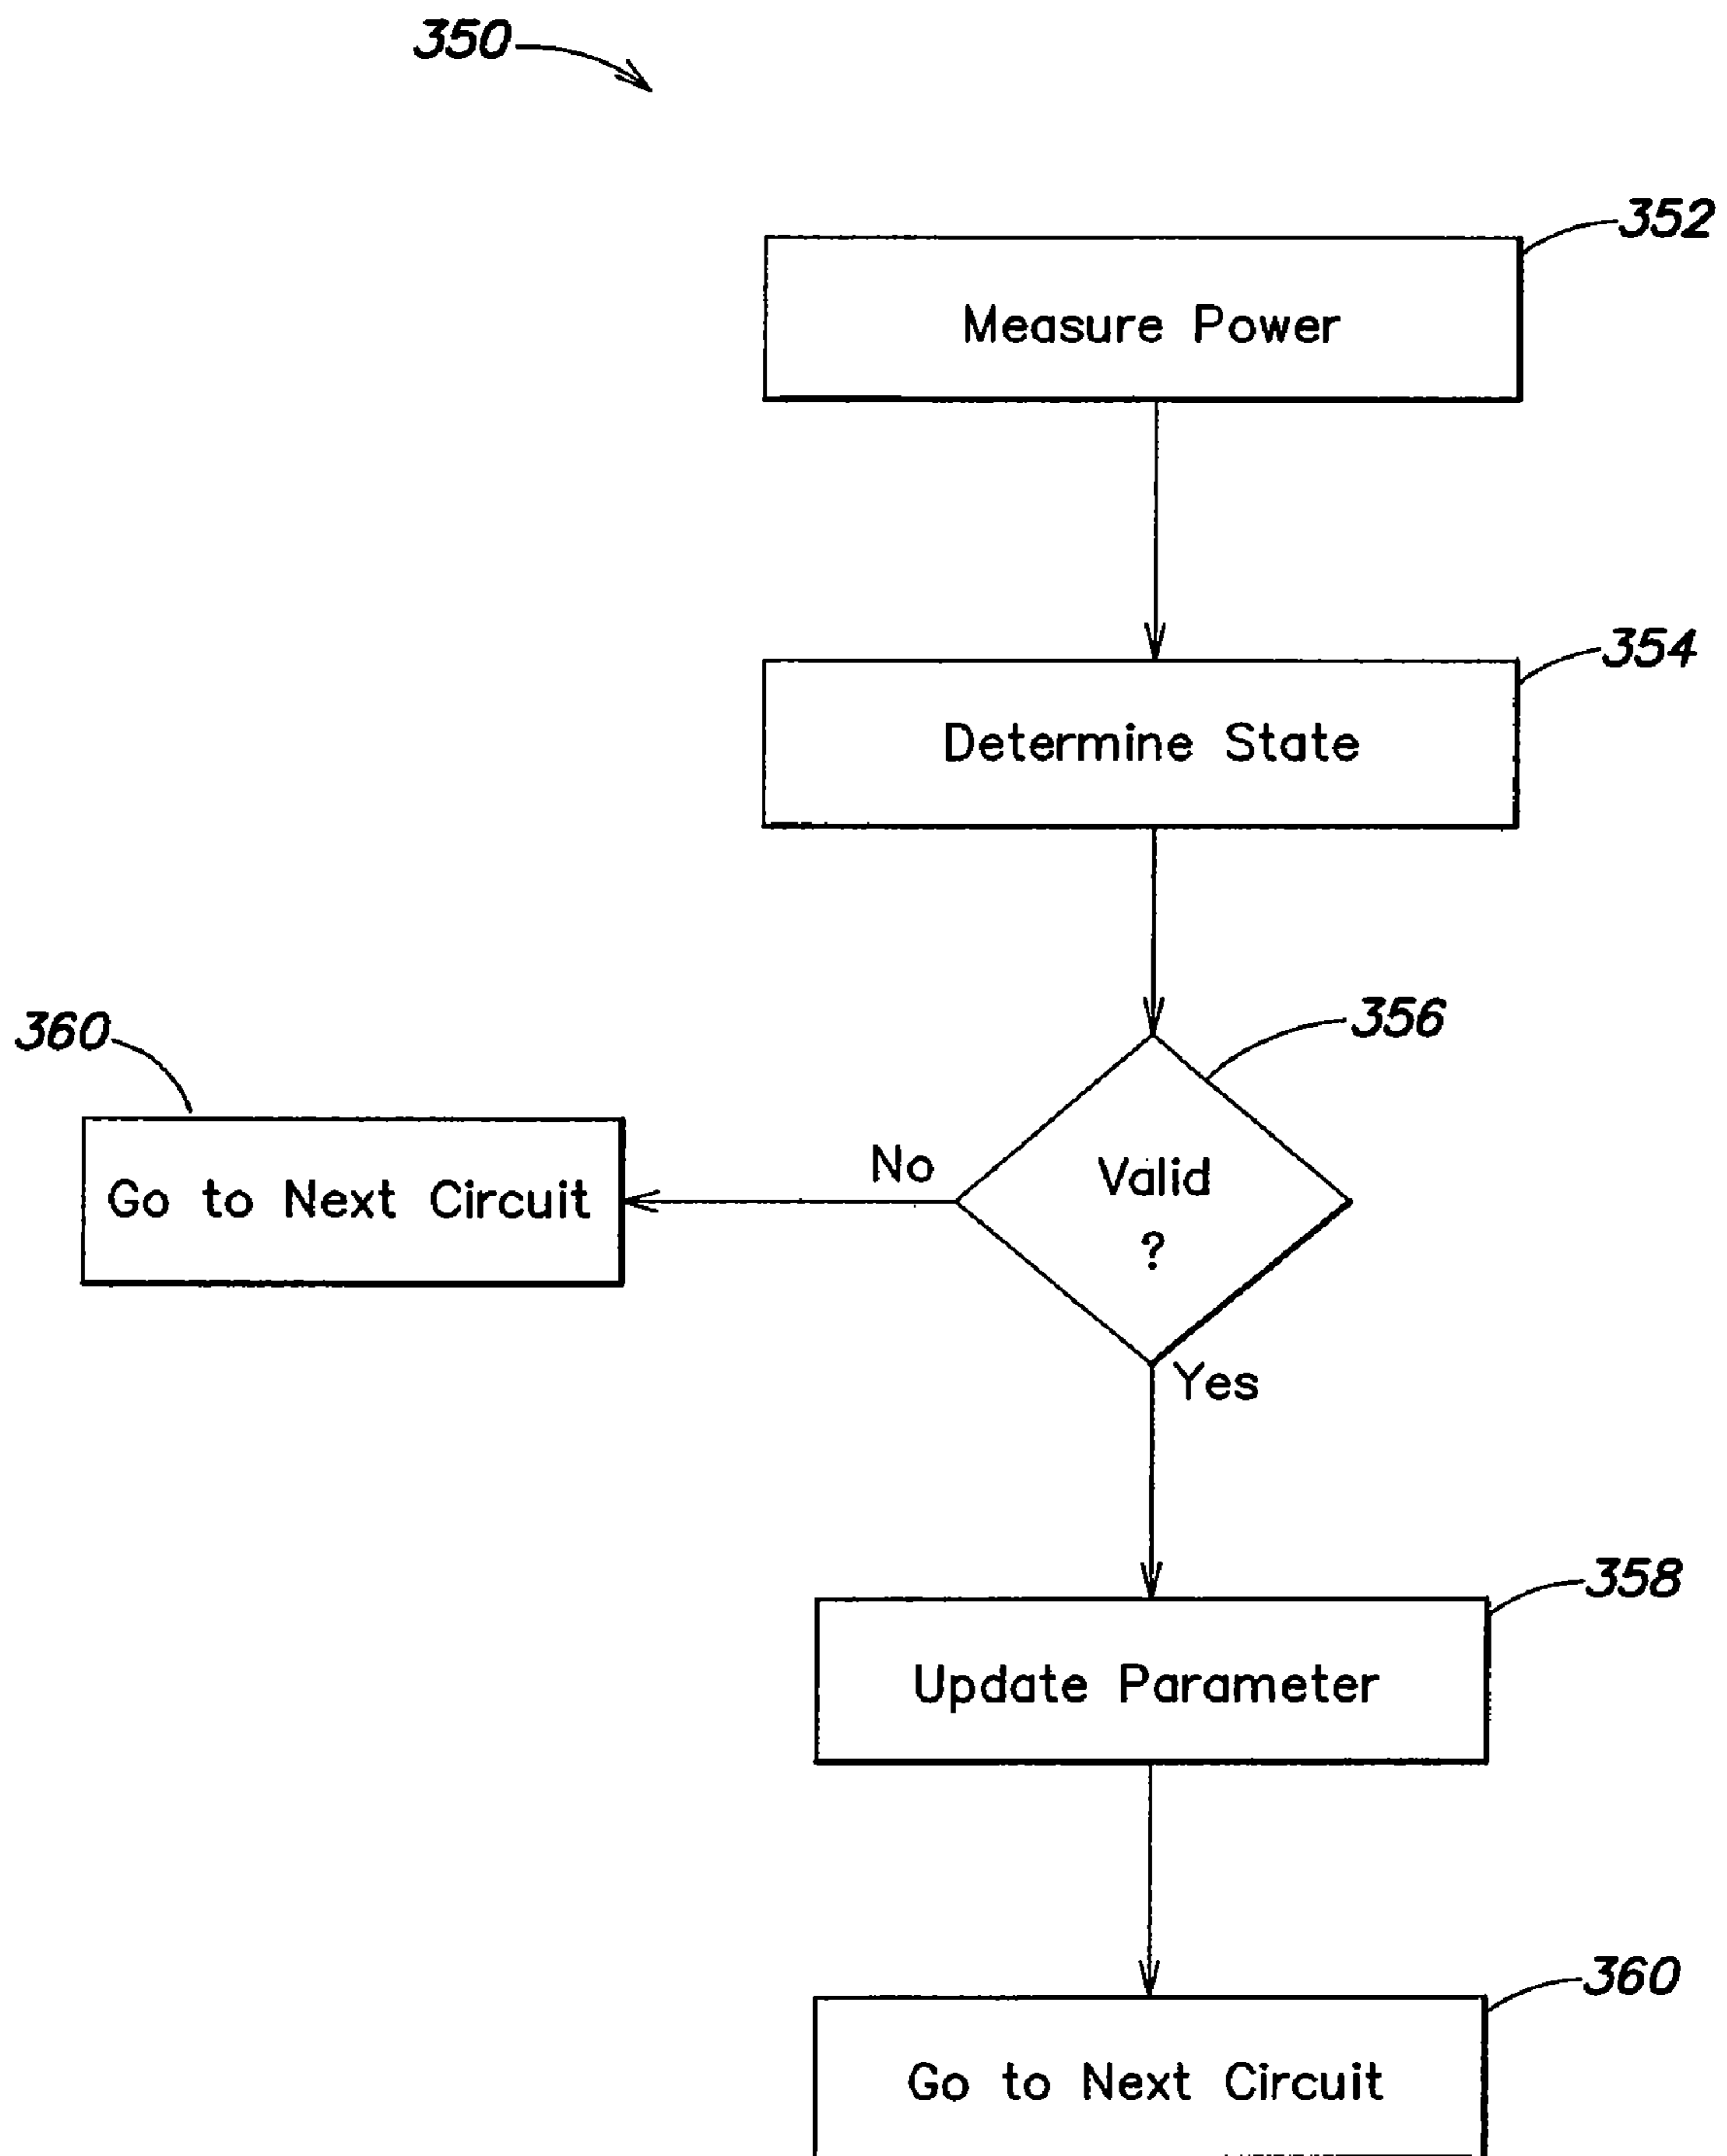 350
352
Measure Power
354
Determine State
356
360
No
Valid
?
Go to Next Circuit
Yes
358
Update Parameter
360
Go to Next Circuit